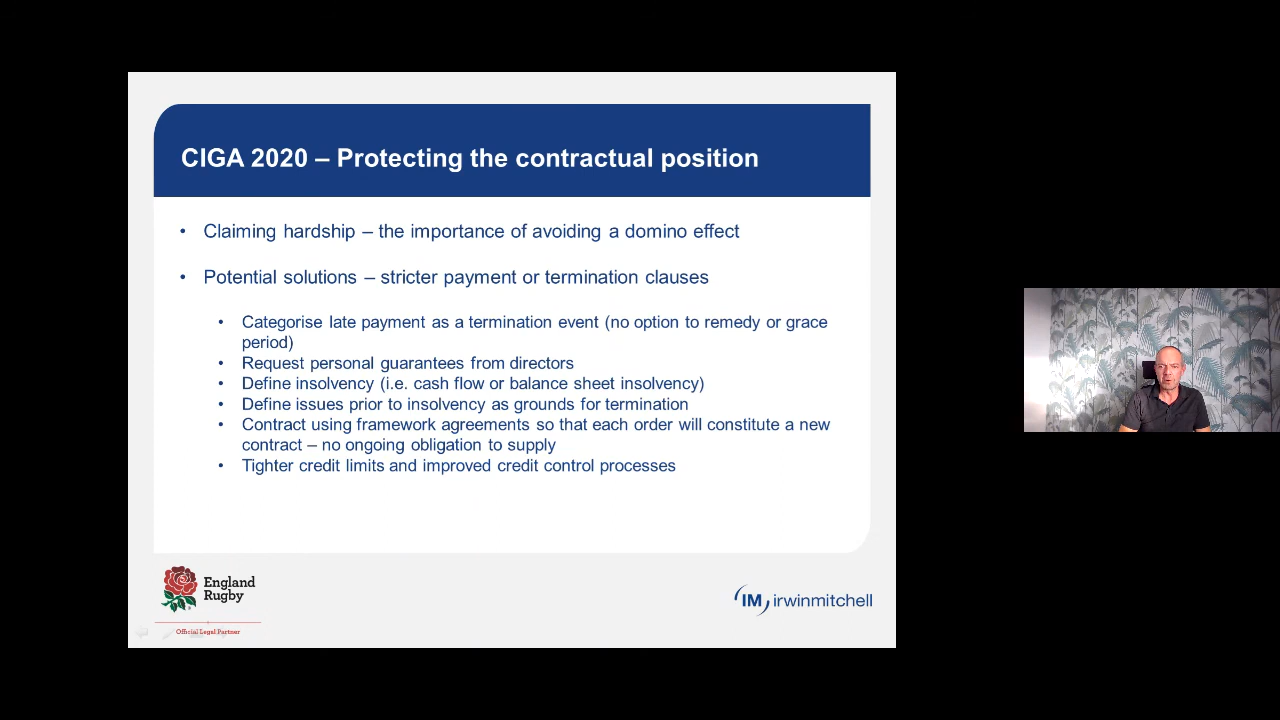 CIGA 2020 – Protecting the contractual position
• Claiming hardship – the importance of avoiding a domino effect
• Potential solutions – stricter payment or termination clauses
• Categorise late payment as a termination event (no option to remedy or grace
period)
• Request personal guarantees from directors
• Define insolvency (i.e. cash flow or balance sheet insolvency)
• Define issues prior to insolvency as grounds for termination
• Contract using framework agreements so that each order will constitute a new
contract – no ongoing obligation to supply
• Tighter credit limits and improved credit control processes
England
Rugby
Official Legal Partner
IM irwinmitchell